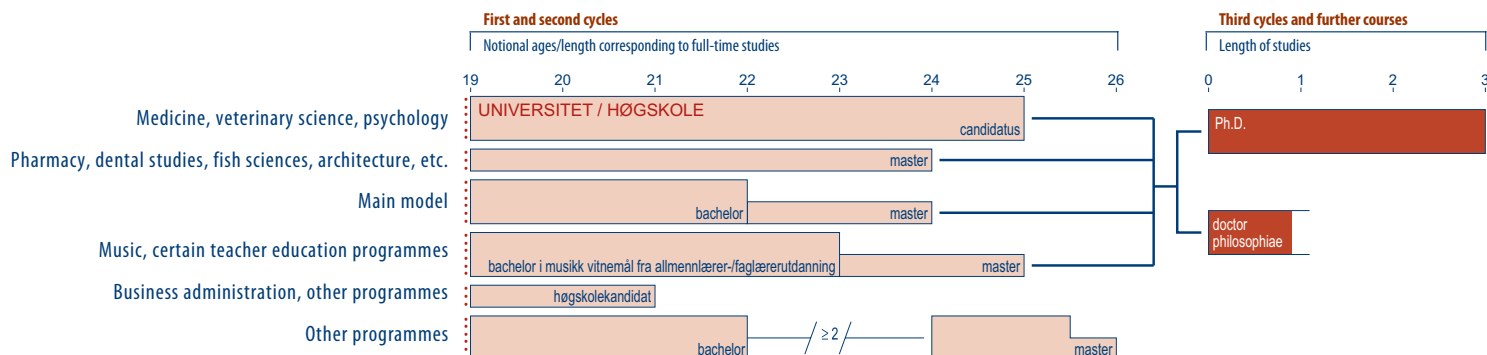 First and second cycles
Third cycles and further courses
Notional ages/length corresponding to full-time studies
Length of studies
19 20 21 22 23 24 25 26
0 1 2 3
Medicine, veterinary science, psychology
UNIVERSITET / HØGSKOLE
candidatus
Ph.D.
Pharmacy, dental studies, fish sciences, architecture, etc.
master
Main model
bachelor
master
doctor
philosophiae
Music, certain teacher education programmes
bachelor i musikk vitnemål fra allmennlærer-/faglærerutdanning
master
Business administration, other programmes
høgskolekandidat
Other programmes
bachelor
≥ 2
master